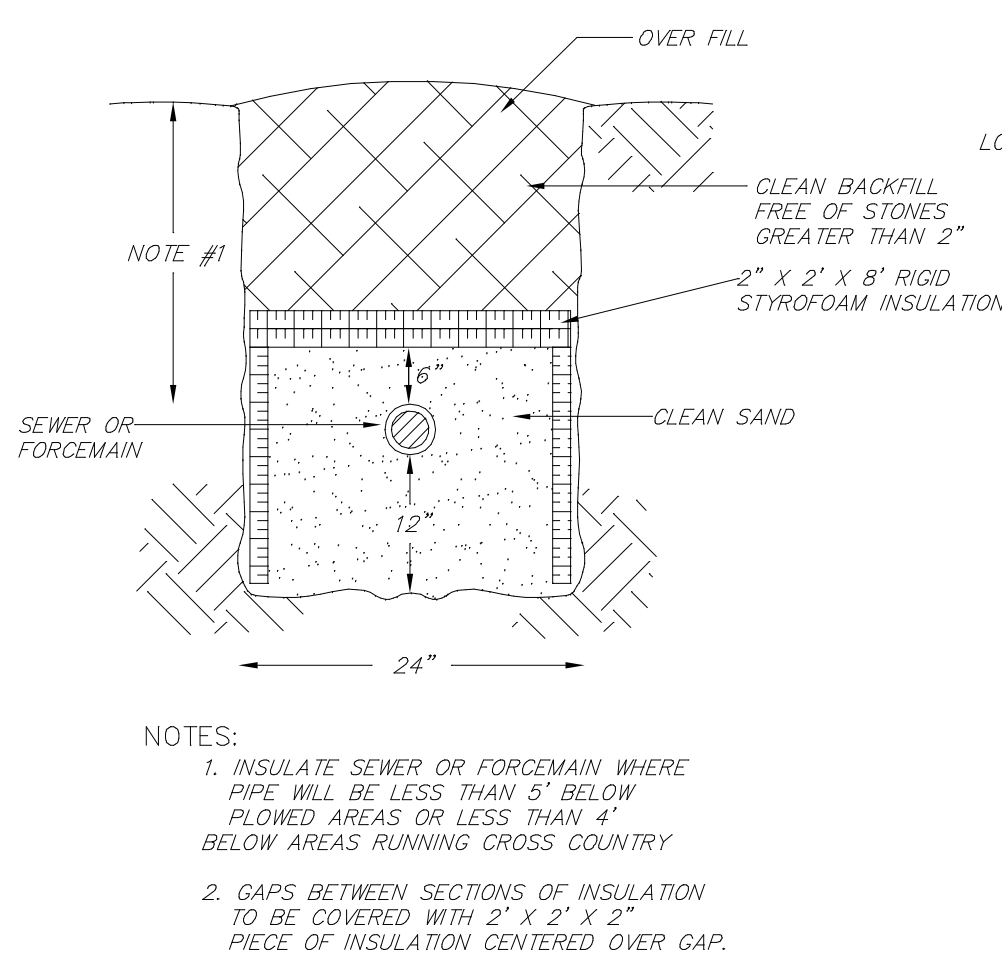 OVER FILL
LO
CLEAN BACKFILL
FREE OF STONES
GREATER THAN 2"
NOTE #1
2" X 2' X 8' RIGID
STYROFOAM INSULATION
6"
SEWER OR
FORCEMAIN
CLEAN SAND
12"
24"
NOTES:
1. INSULATE SEWER OR FORCEMAIN WHERE
PIPE WILL BE LESS THAN 5' BELOW
PLOWED AREAS OR LESS THAN 4'
BELOW AREAS RUNNING CROSS COUNTRY
2. GAPS BETWEEN SECTIONS OF INSULATION
TO BE COVERED WITH 2' X 2' X 2"
PIECE OF INSULATION CENTERED OVER GAP.